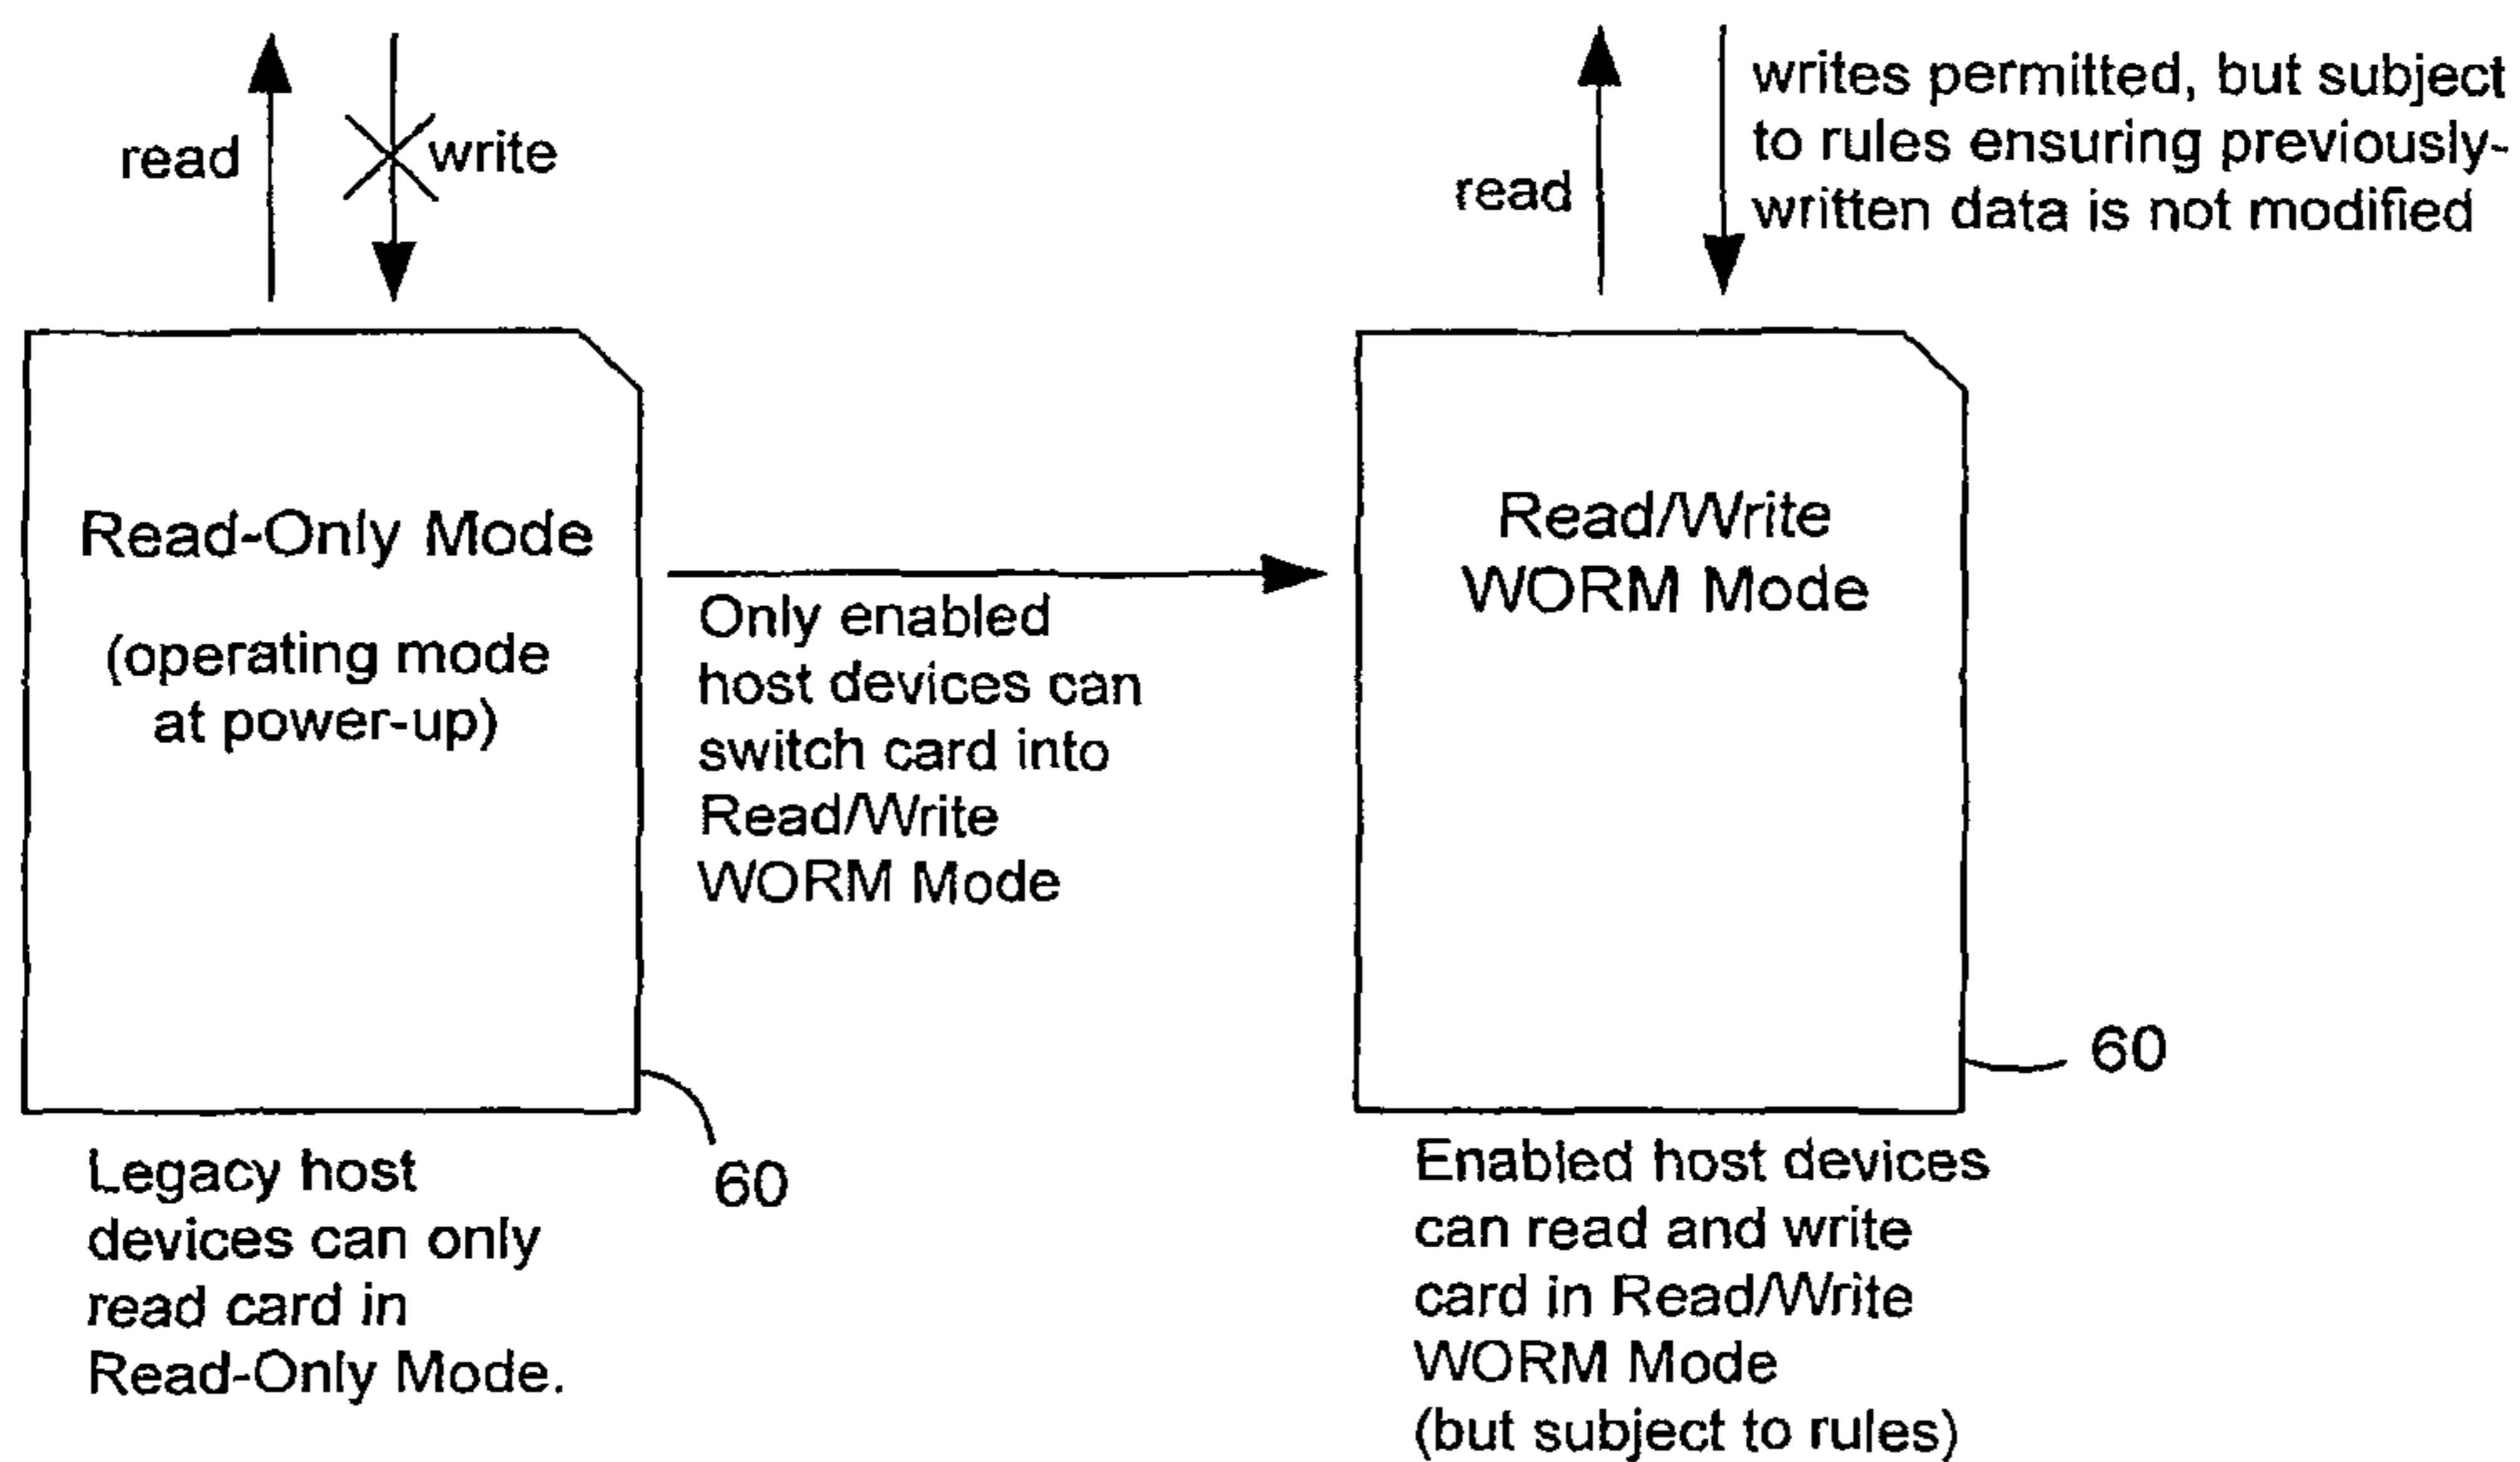 read
write
Read-Only Mode
(operating mode
at power-up)
Legacy host
devices can only
read card in
Read-Only Mode.
60
Only enabled
host devices can
switch card into
Read/Write
WORM Mode
read
writes permitted, but subject
to rules ensuring previously-
written data is not modified
Read/Write
WORM Mode
60
Enabled host devices
can read and write
card in Read/Write
WORM Mode
(but subject to rules)